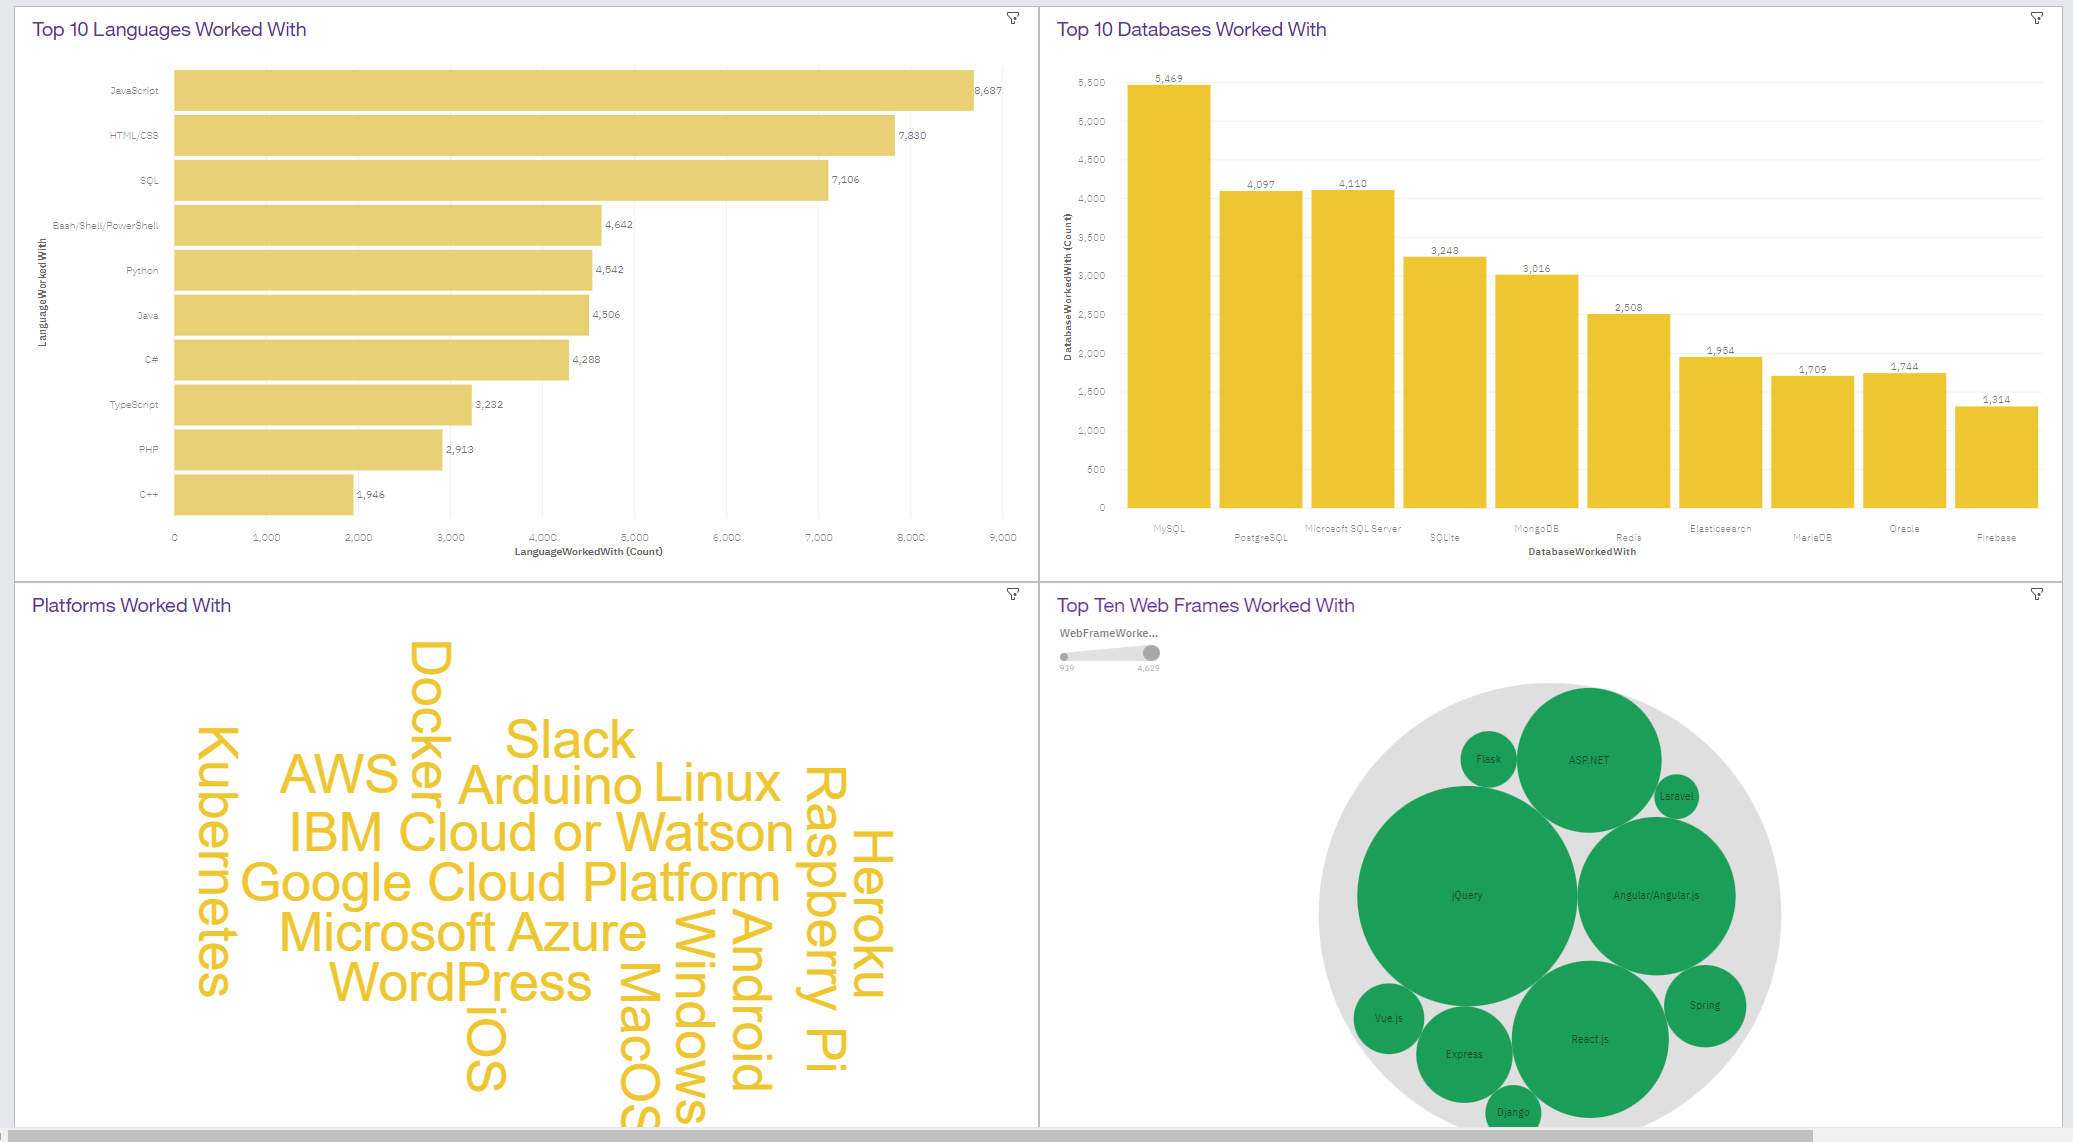 Top 10 Languages Worked With
LanguageWorkedWith
JavaScript 8,687
HTML/CSS 7,830
SQL 7,106
Bash/Shell/PowerShell 4,642
Python 4,542
Java 4,506
C# 4,288
TypeScript 3,232
PHP 2,913
C++ 1,946
0 1,000 2,000 3,000 4,000 5,000 6,000 7,000 8,000 9,000
LanguageWorkedWith (Count)
Top 10 Databases Worked With
DatabaseWorkedWith (Count)
5,500
5,000
4,500
4,000
3,500
3,000
2,500
2,000
1,500
1,000
500
0
5,469 4,097 4,110 3,248 3,016 2,508 1,954 1,709 1,744 1,314
MySQL PostgreSQL Microsoft SQL Server SQLite MongoDB Redis Elasticsearch MariaDB Oracle Firebase
DatabaseWorkedWith
Platforms Worked With
Docker
Kubernetes
Slack
AWS
Arduino
Linux
IBM Cloud or Watson
Raspberry Pi
Heroku
Google Cloud Platform
Microsoft Azure
Windows
Android
WordPress
MacOS
iOS
Top Ten Web Frames Worked With
WebFrameWorke...
939 4,629
Flask
ASP.NET
Laravel
jQuery
Angular/Angular.js
Spring
Vue.js
React.js
Express
Django